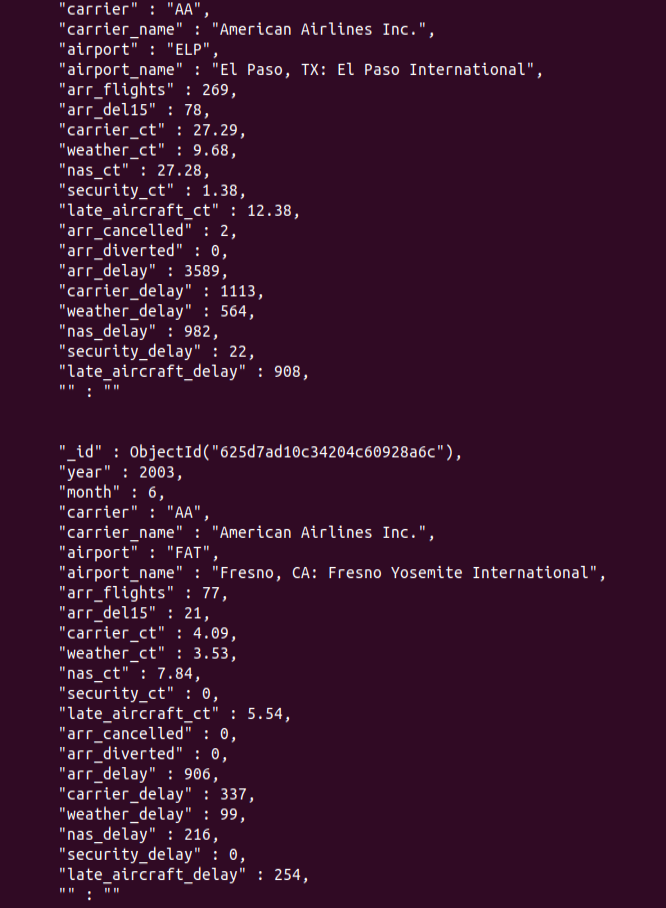 "carrier" : "AA",
"carrier_name" : "American Airlines Inc.",
"airport" : "ELP",
"airport_name" : "El Paso, TX: El Paso International",
"arr_flights" : 269,
"arr_del15" : 78,
"carrier_ct" : 27.29,
"weather_ct" : 9.68,
"nas_ct" : 27.28,
"security_ct" : 1.38,
"late_aircraft_ct" : 12.38,
"arr_cancelled" : 2,
"arr_diverted" : 0,
"arr_delay" : 3589,
"carrier_delay" : 1113,
"weather_delay" : 564,
"nas_delay" : 982,
"security_delay" : 22,
"late_aircraft_delay" : 908,
"" : ""
"_id" : ObjectId("625d7ad10c34204c60928a6c"),
"year" : 2003,
"month" : 6,
"carrier" : "AA",
"carrier_name" : "American Airlines Inc.",
"airport" : "FAT",
"airport_name" : "Fresno, CA: Fresno Yosemite International",
"arr_flights" : 77,
"arr_del15" : 21,
"carrier_ct" : 4.09,
"weather_ct" : 3.53,
"nas_ct" : 7.84,
"security_ct" : 0,
"late_aircraft_ct" : 5.54,
"arr_cancelled" : 0,
"arr_diverted" : 0,
"arr_delay" : 906,
"carrier_delay" : 337,
"weather_delay" : 99,
"nas_delay" : 216,
"security_delay" : 0,
"late_aircraft_delay" : 254,
"" : ""